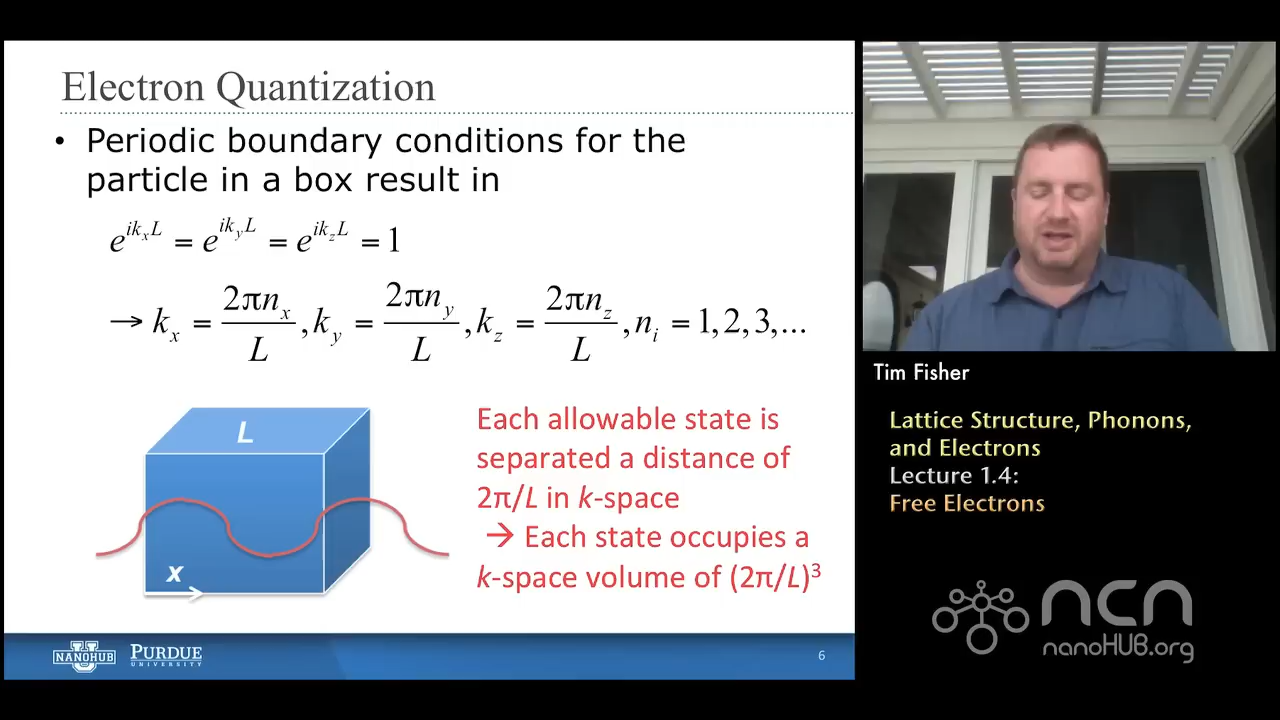 Electron Quantization
• Periodic boundary conditions for the
particle in a box result in
e^{ik_xL} = e^{ik_yL} = e^{ik_zL} = 1
→ k_x = 2πn_x/L, k_y = 2πn_y/L, k_z = 2πn_z/L, n_i = 1,2,3,...
L
x
Each allowable state is
separated a distance of
2π/L in k-space
→ Each state occupies a
k-space volume of (2π/L)³
NANOHUB
U
PURDUE
UNIVERSITY
6
Tim Fisher
Lattice Structure, Phonons,
and Electrons
Lecture 1.4:
Free Electrons
ncn
nanoHUB.org